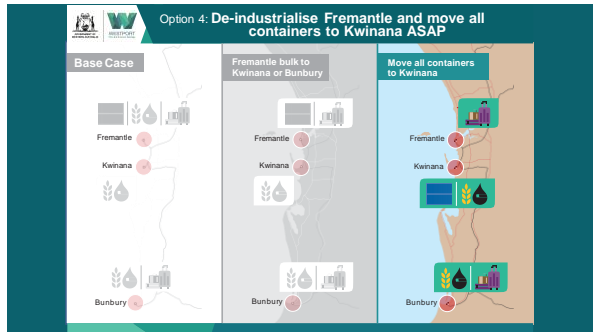 WESTPORT
Option 4: De-industrialise Fremantle and move all
containers to Kwinana ASAP
Base Case
Fremantle
Kwinana
Bunbury
Fremantle bulk to
Kwinana or Bunbury
Fremantle
Kwinana
Bunbury
Move all containers
to Kwinana
Fremantle
Kwinana
Bunbury